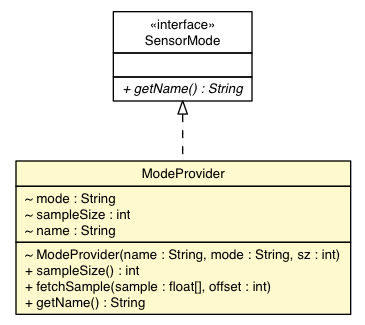 «interface»
SensorMode
+ getName() : String
ModeProvider
~ mode : String
~ sampleSize : int
~ name : String
~ ModeProvider(name : String, mode : String, sz : int)
+ sampleSize() : int
+ fetchSample(sample : float[], offset : int)
+ getName() : String